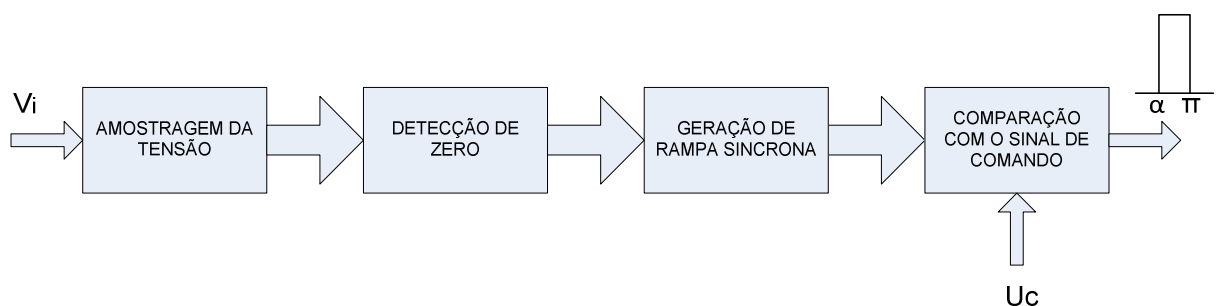 Vi
AMOSTRAGEM DA
TENSÃO
DETECÇÃO DE
ZERO
GERAÇÃO DE
RAMPA SINCRONA
COMPARAÇÃO
COM O SINAL DE
COMANDO
α π
Uc